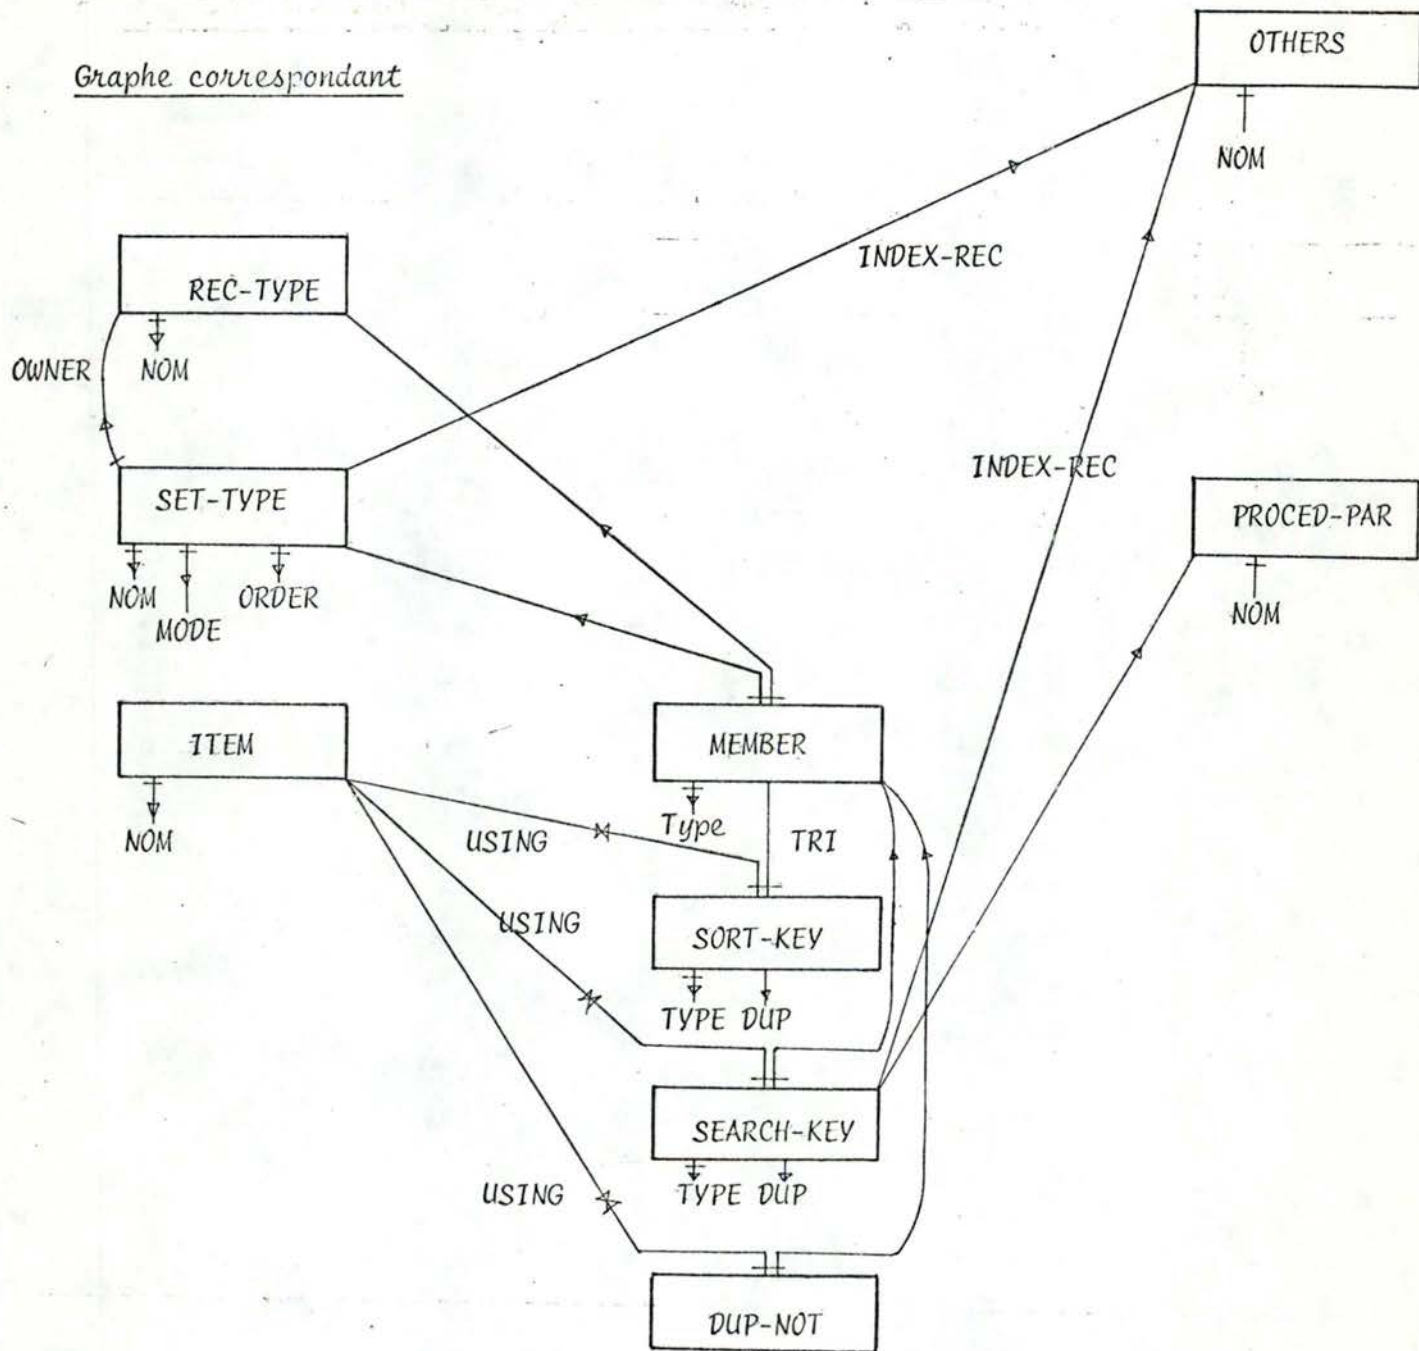 OTHERS
Graphe correspondant
NOM
INDEX-REC
REC-TYPE
OWNER
NOM
INDEX-REC
SET-TYPE
PROCED-PAR
NOM
MODE
ORDER
NOM
ITEM
MEMBER
NOM
USING
Type
TRI
USING
SORT-KEY
TYPE DUP
SEARCH-KEY
USING
TYPE DUP
DUP-NOT